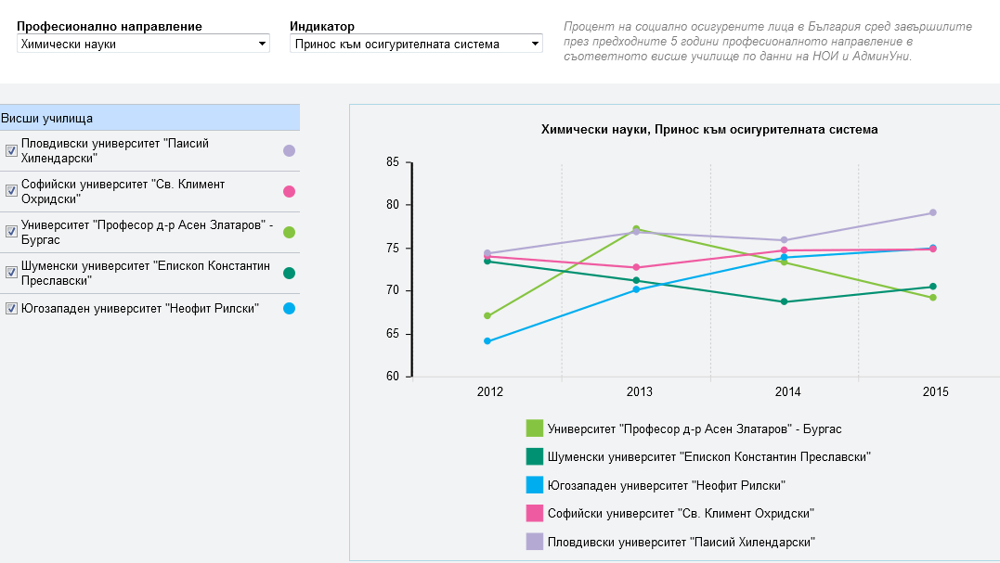 Професионално направление
Химически науки
Индикатор
Принос към осигурителната система
Процент на социално осигурените лица в България сред завършилите
през предходните 5 години професионалното направление в
съответното висше училище по данни на НОИ и АдминУни.
Висши училища
Пловдивски университет "Паисий
Хилендарски"
Софийски университет "Св. Климент
Охридски"
Университет "Професор д-р Асен Златаров" -
Бургас
Шуменски университет "Епископ Константин
Преславски"
Югозападен университет "Неофит Рилски"
Химически науки, Принос към осигурителната система
85
80
75
70
65
60
2012 2013 2014 2015
Университет "Професор д-р Асен Златаров" - Бургас
Шуменски университет "Епископ Константин Преславски"
Югозападен университет "Неофит Рилски"
Софийски университет "Св. Климент Охридски"
Пловдивски университет "Паисий Хилендарски"